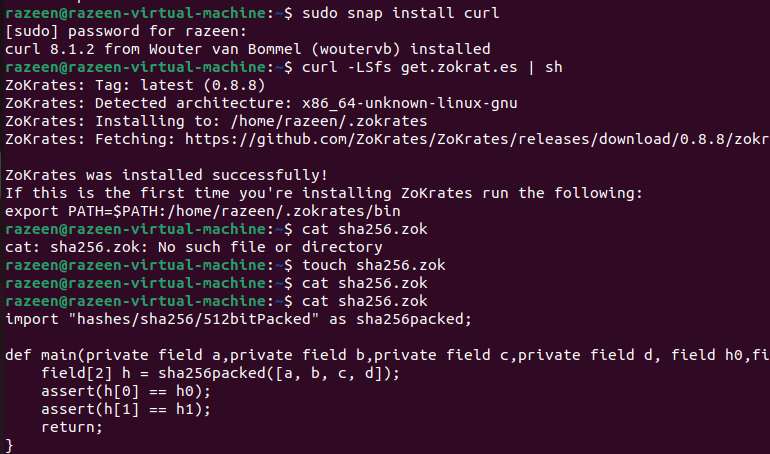 razeen@razeen-virtual-machine:~$ sudo snap install curl
[sudo] password for razeen:
curl 8.1.2 from Wouter van Bommel (woutervb) installed
razeen@razeen-virtual-machine:~$ curl -LSfs get.zokrat.es | sh
ZoKrates: Tag: latest (0.8.8)
ZoKrates: Detected architecture: x86_64-unknown-linux-gnu
ZoKrates: Installing to: /home/razeen/.zokrates
ZoKrates: Fetching: https://github.com/ZoKrates/ZoKrates/releases/download/0.8.8/zokr

ZoKrates was installed successfully!
If this is the first time you're installing ZoKrates run the following:
export PATH=$PATH:/home/razeen/.zokrates/bin
razeen@razeen-virtual-machine:~$ cat sha256.zok
cat: sha256.zok: No such file or directory
razeen@razeen-virtual-machine:~$ touch sha256.zok
razeen@razeen-virtual-machine:~$ cat sha256.zok
razeen@razeen-virtual-machine:~$ cat sha256.zok
import "hashes/sha256/512bitPacked" as sha256packed;

def main(private field a,private field b,private field c,private field d, field h0,fi
    field[2] h = sha256packed([a, b, c, d]);
    assert(h[0] == h0);
    assert(h[1] == h1);
    return;
}